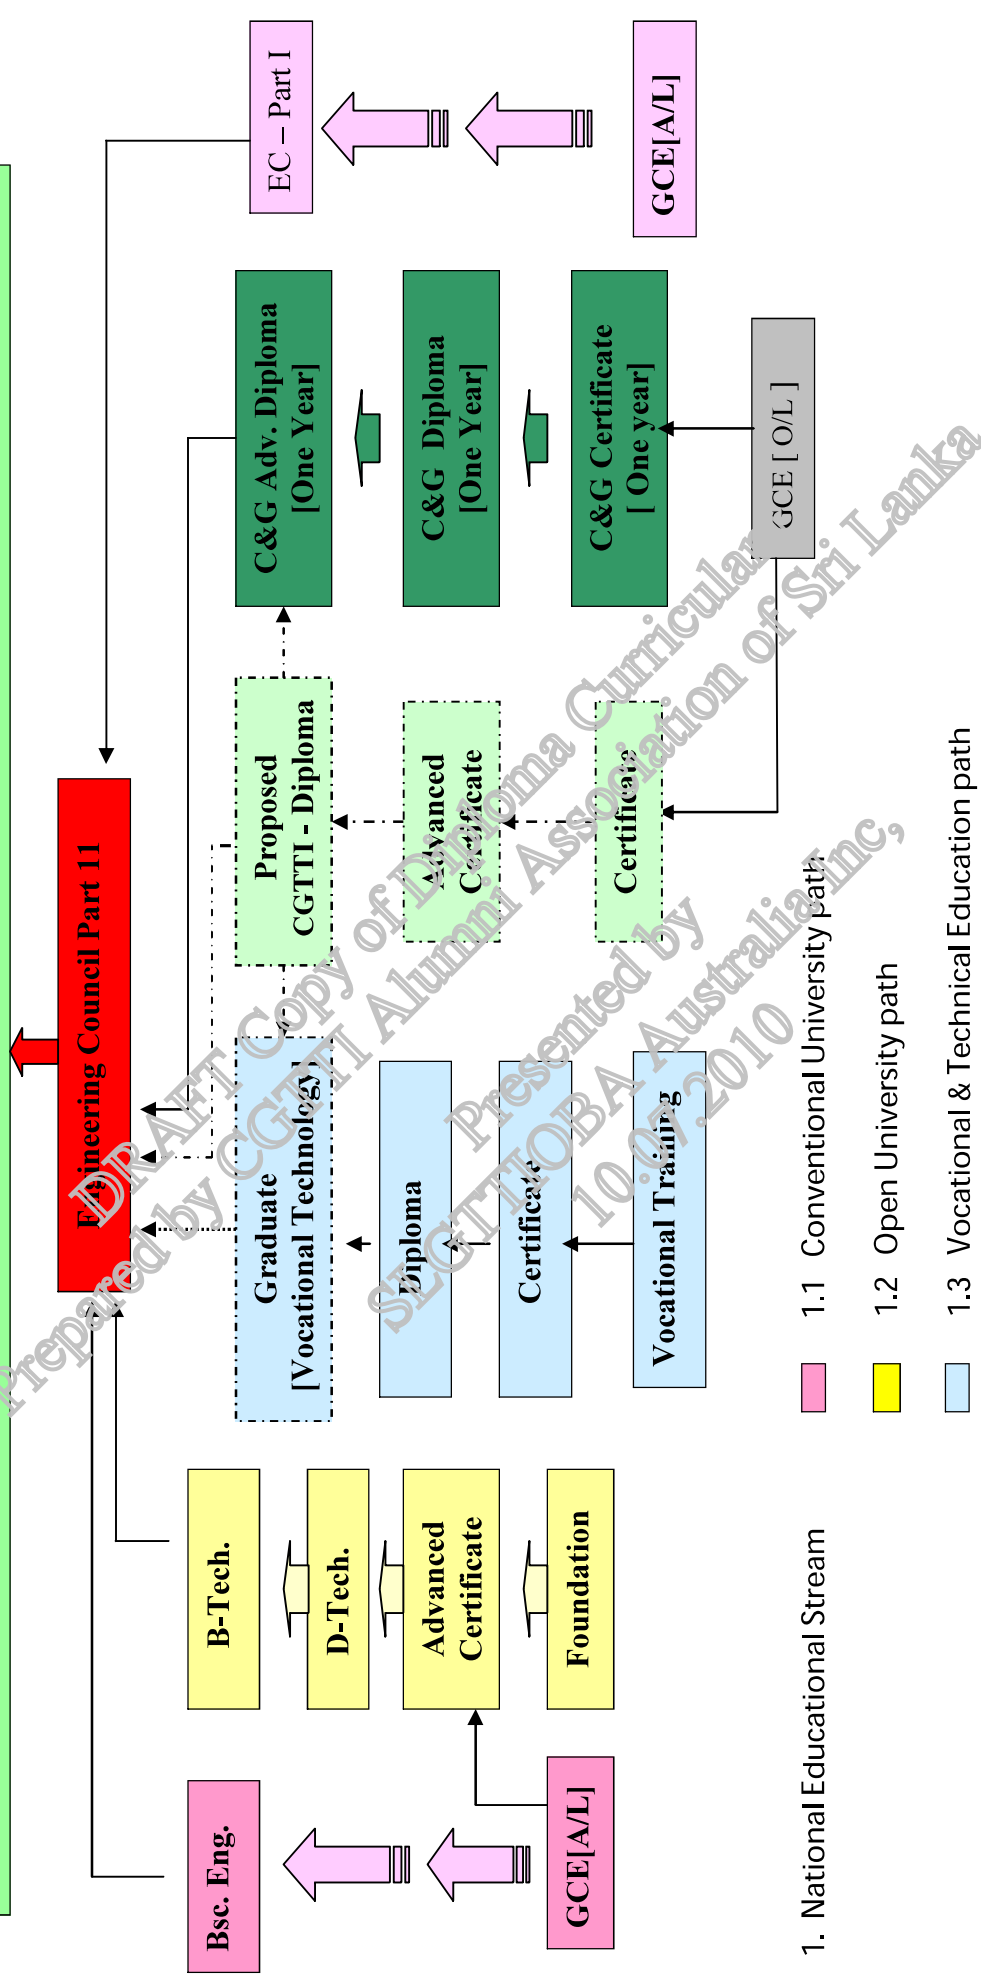 Engineering Council Part 11
Bsc. Eng.
GCE[A/L]
B-Tech.
D-Tech.
Advanced
Certificate
Foundation
Graduate
[Vocational Technology]
Diploma
Certificate
Vocational Training
Proposed
CGTTI - Diploma
Advanced
Certificate
Certificate
C&G Adv. Diploma
[One Year]
C&G Diploma
[One Year]
C&G Certificate
[ One year]
GCE [ O/L ]
EC – Part I
GCE[A/L]
DRAFT Copy of Diploma Curricular
Prepared by CGTTI Alumni Association of Sri Lanka
Presented by
SLGTTIOBA Australia Inc,
10.07.2010
1. National Educational Stream
1.1 Conventional University path
1.2 Open University path
1.3 Vocational & Technical Education path